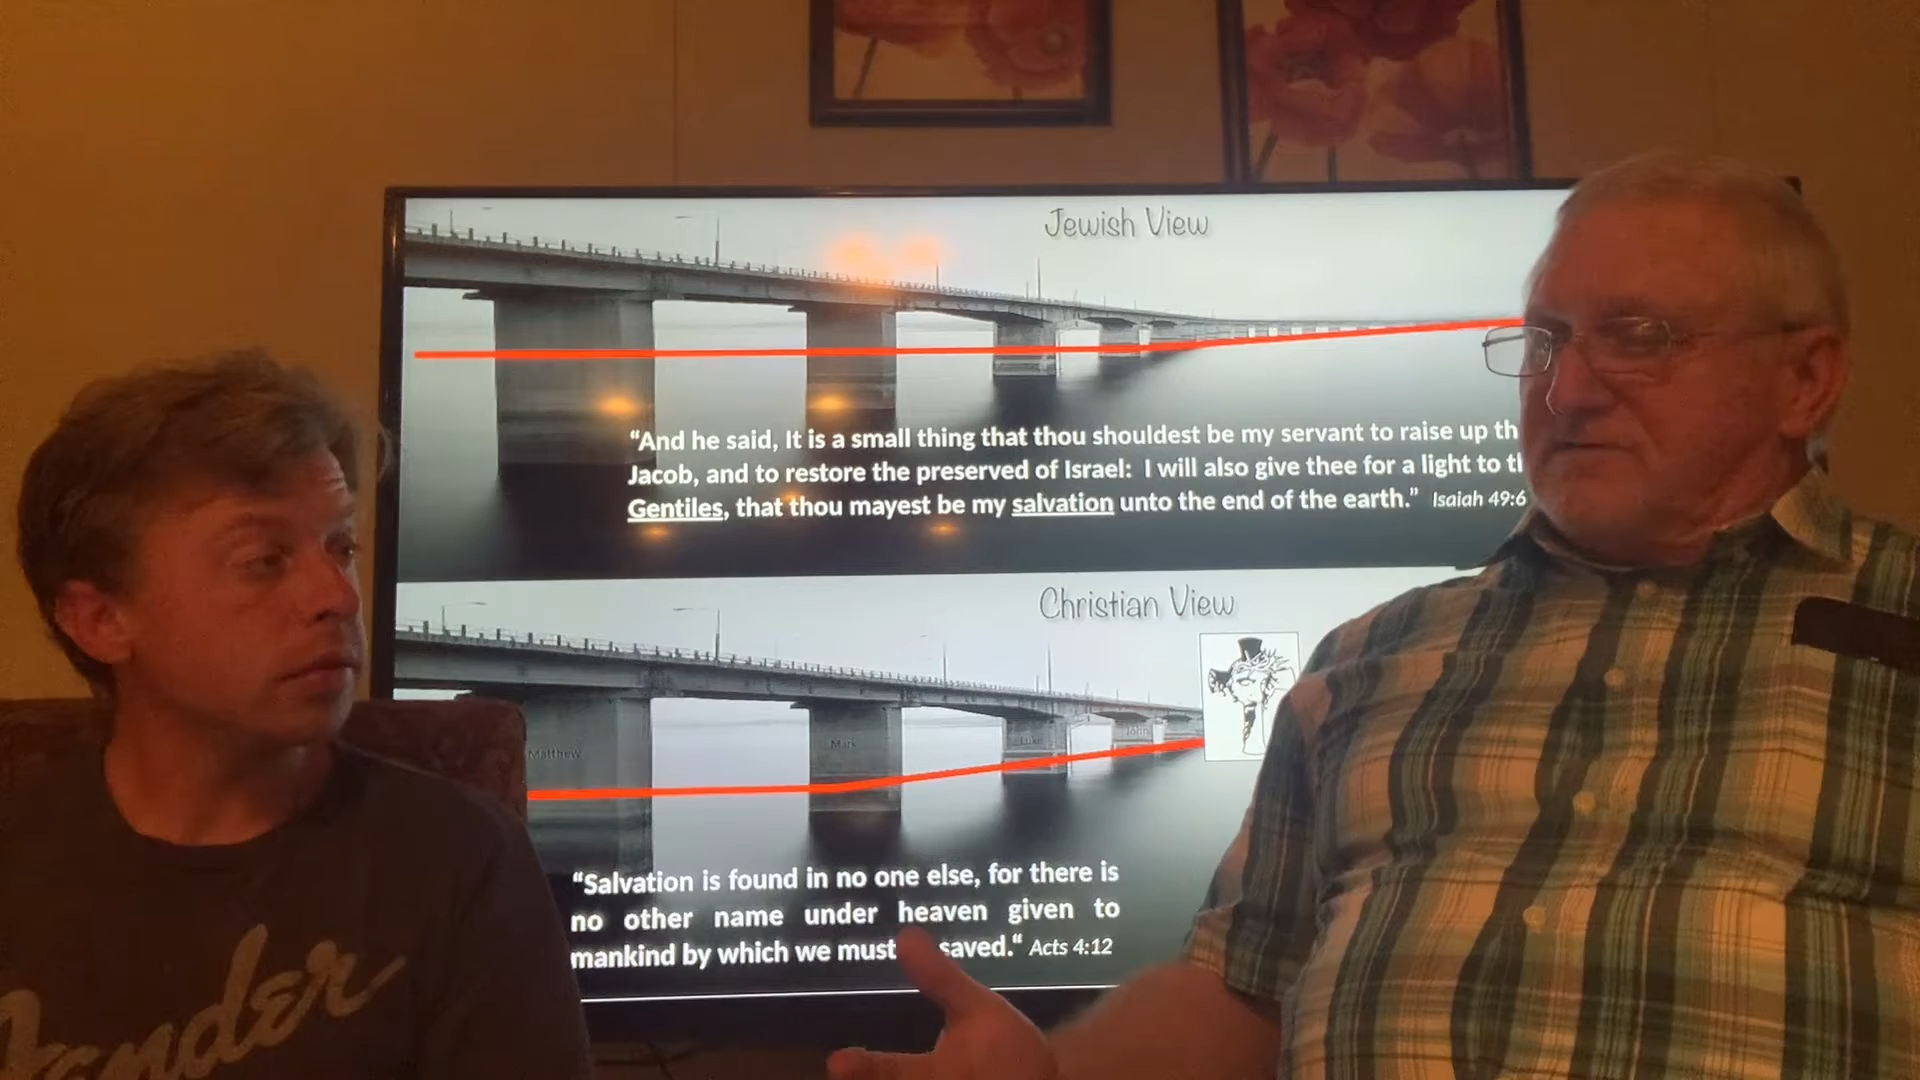 Jewish View
“And he said, It is a small thing that thou shouldest be my servant to raise up
Jacob, and to restore the preserved of Israel: I will also give thee for a light to
Gentiles, that thou mayest be my salvation unto the end of the earth.” Isaiah 49:6
Christian View
Matthew
Mark
Luke
John
“Salvation is found in no one else, for there is
no other name under heaven given to
mankind by which we must saved.“ Acts 4:12
Fender